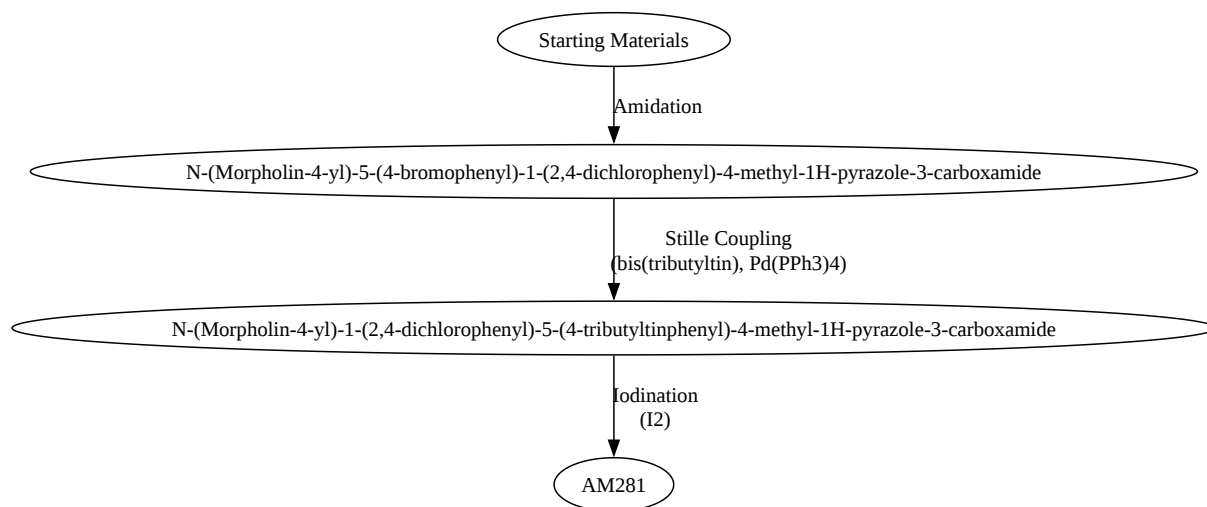 Starting Materials
Amidation
N-(Morpholin-4-yl)-5-(4-bromophenyl)-1-(2,4-dichlorophenyl)-4-methyl-1H-pyrazole-3-carboxamide
Stille Coupling
(bis(tributyltin), Pd(PPh3)4)
N-(Morpholin-4-yl)-1-(2,4-dichlorophenyl)-5-(4-tributyltinphenyl)-4-methyl-1H-pyrazole-3-carboxamide
Iodination
(I2)
AM281